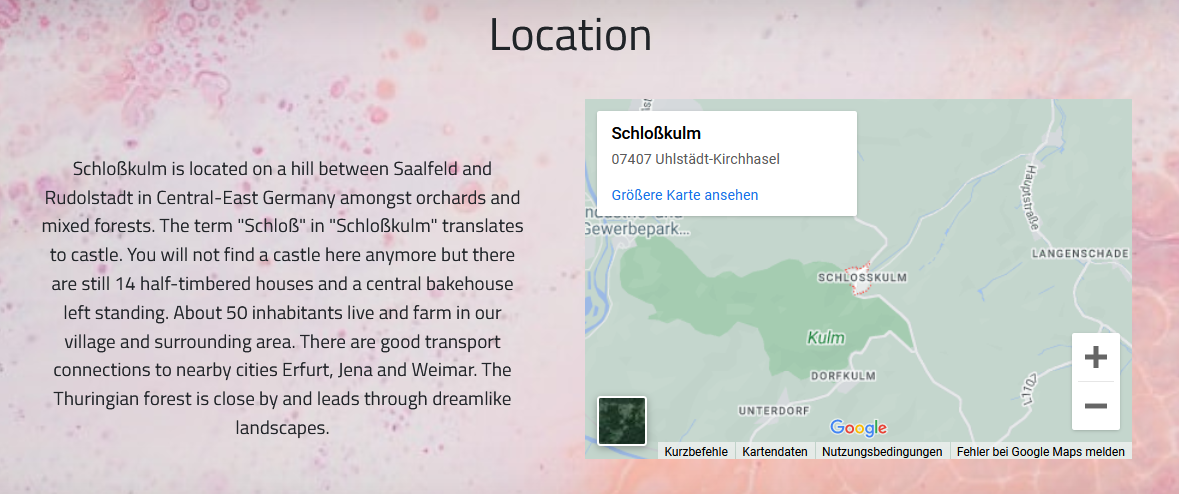 Location
Schloßkulm is located on a hill between Saalfeld and
Rudolstadt in Central-East Germany amongst orchards and
mixed forests. The term "Schloß" in "Schloßkulm" translates
to castle. You will not find a castle here anymore but there
are still 14 half-timbered houses and a central bakehouse
left standing. About 50 inhabitants live and farm in our
village and surrounding area. There are good transport
connections to nearby cities Erfurt, Jena and Weimar. The
Thuringian forest is close by and leads through dreamlike
landscapes.
Schloßkulm
07407 Uhlstädt-Kirchhasel
Größere Karte ansehen
Gewerbepark...
Hauptstraße
LANGENSCHADE
SCHLOSSKULM
Kulm
DORFKULM
L110
UNTERDORF
Google
Kurzbefehle
Kartendaten
Nutzungsbedingungen
Fehler bei Google Maps melden